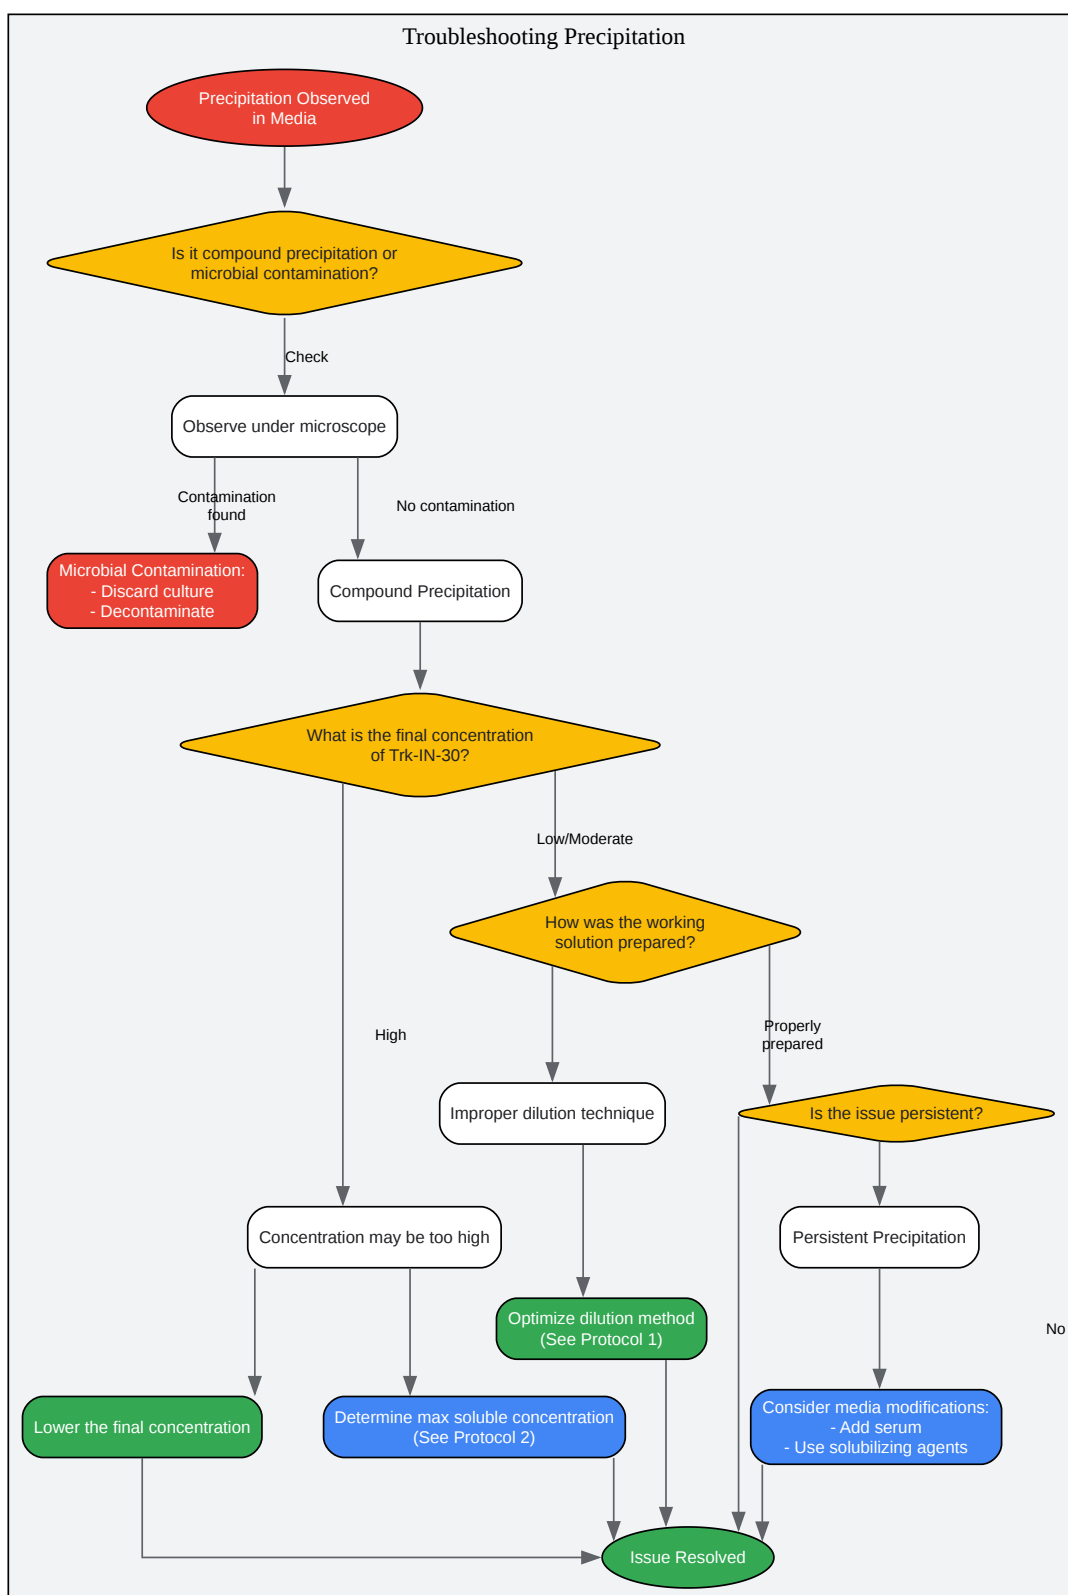 Troubleshooting Precipitation
Precipitation Observed
in Media
Is it compound precipitation or
microbial contamination?
Check
Observe under microscope
Contamination
found
No contamination
Microbial Contamination:
- Discard culture
- Decontaminate
Compound Precipitation
What is the final concentration
of Trk-IN-30?
Low/Moderate
How was the working
solution prepared?
High
Properly
prepared
Improper dilution technique
Is the issue persistent?
Concentration may be too high
Persistent Precipitation
Optimize dilution method
(See Protocol 1)
No
Lower the final concentration
Determine max soluble concentration
(See Protocol 2)
Consider media modifications:
- Add serum
- Use solubilizing agents
Issue Resolved